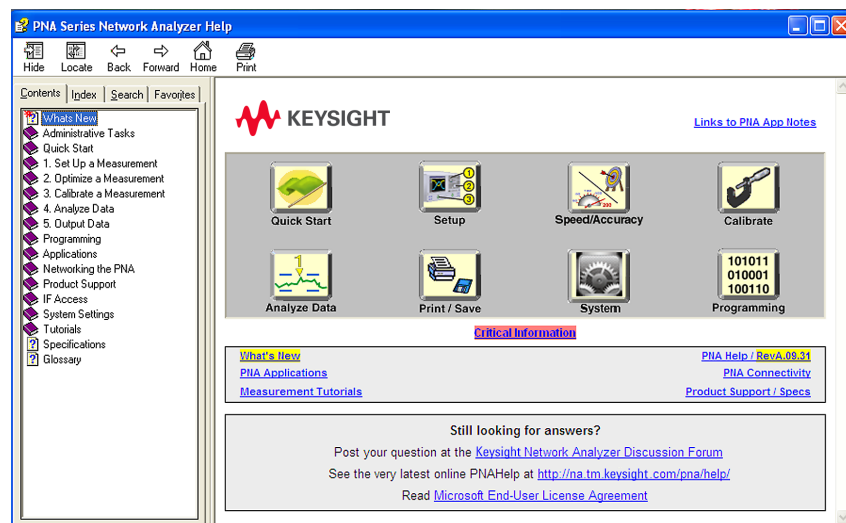 PNA Series Network Analyzer Help
Hide Locate Back Forward Home Print
Contents Index Search Favorites
Whats New
Administrative Tasks
Quick Start
1. Set Up a Measurement
2. Optimize a Measurement
3. Calibrate a Measurement
4. Analyze Data
5. Output Data
Programming
Applications
Networking the PNA
Product Support
IF Access
System Settings
Tutorials
Specifications
Glossary
KEYSIGHT
Links to PNA App Notes
1
2
3
200
101011
010001
100110
Quick Start Setup Speed/Accuracy Calibrate
1
Analyze Data Print / Save System Programming
Critical Information
What's New PNA Help / RevA.09.31
PNA Applications PNA Connectivity
Measurement Tutorials Product Support / Specs
Still looking for answers?
Post your question at the Keysight Network Analyzer Discussion Forum
See the very latest online PNAHelp at http://na.tm.keysight.com/pna/help/
Read Microsoft End-User License Agreement